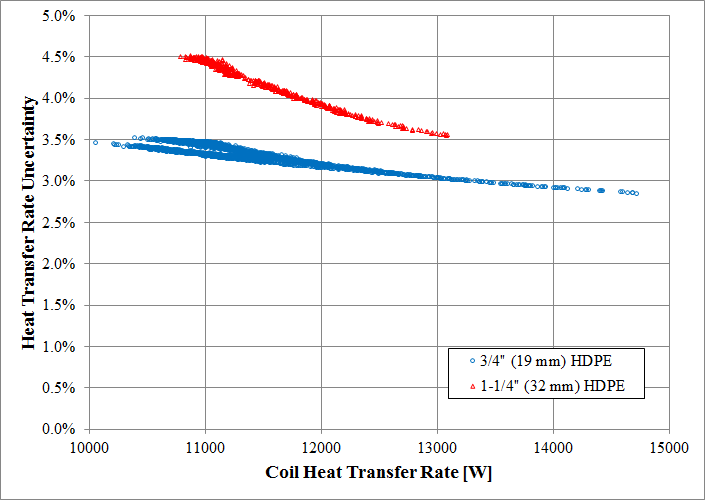 5.0%
4.5%
4.0%
3.5%
3.0%
2.5%
2.0%
1.5%
1.0%
0.5%
0.0%
Heat Transfer Rate Uncertainty
3/4" (19 mm) HDPE
1-1/4" (32 mm) HDPE
10000 11000 12000 13000 14000 15000
Coil Heat Transfer Rate [W]